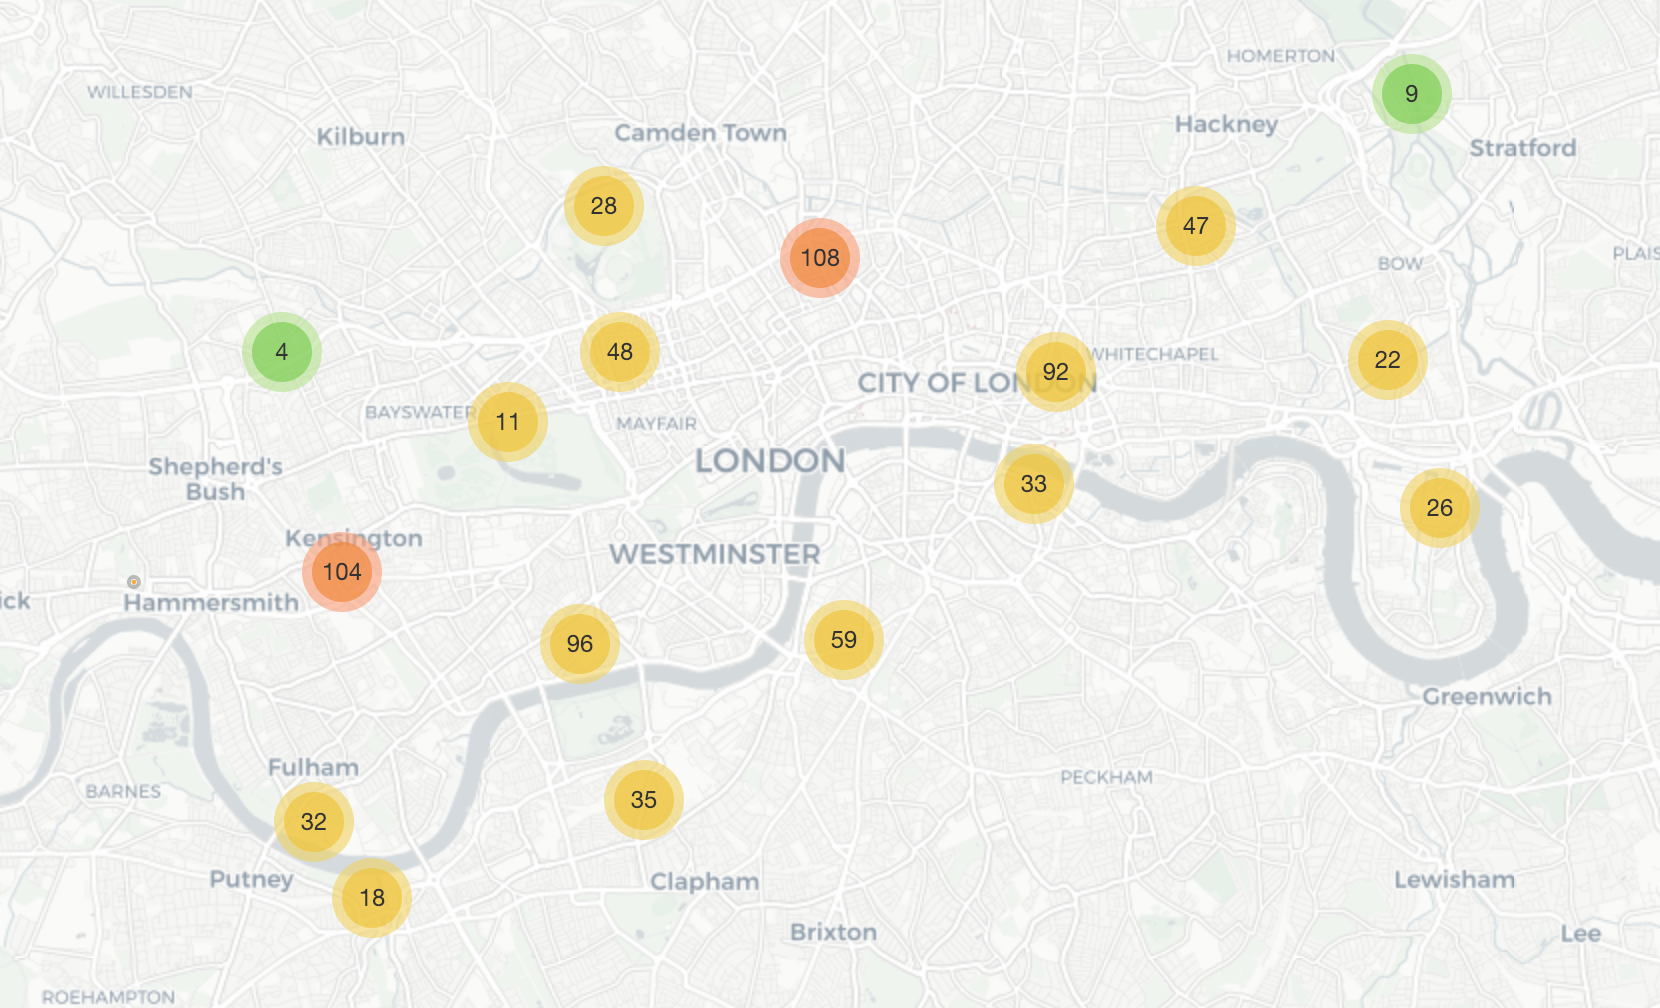 HOMERTON
WILLESDEN
9
Kilburn
Camden Town
Hackney
Stratford
28
47
108
BOW
PLAIS
4
48
WHITECHAPEL
22
92
CITY OF LONDON
BAYSWATER
11
MAYFAIR
LONDON
Shepherd's
Bush
33
26
Kensington
WESTMINSTER
104
ick
Hammersmith
96
59
Greenwich
Fulham
PECKHAM
BARNES
35
32
Putney
Clapham
Lewisham
18
Brixton
Lee
ROEHAMPTON